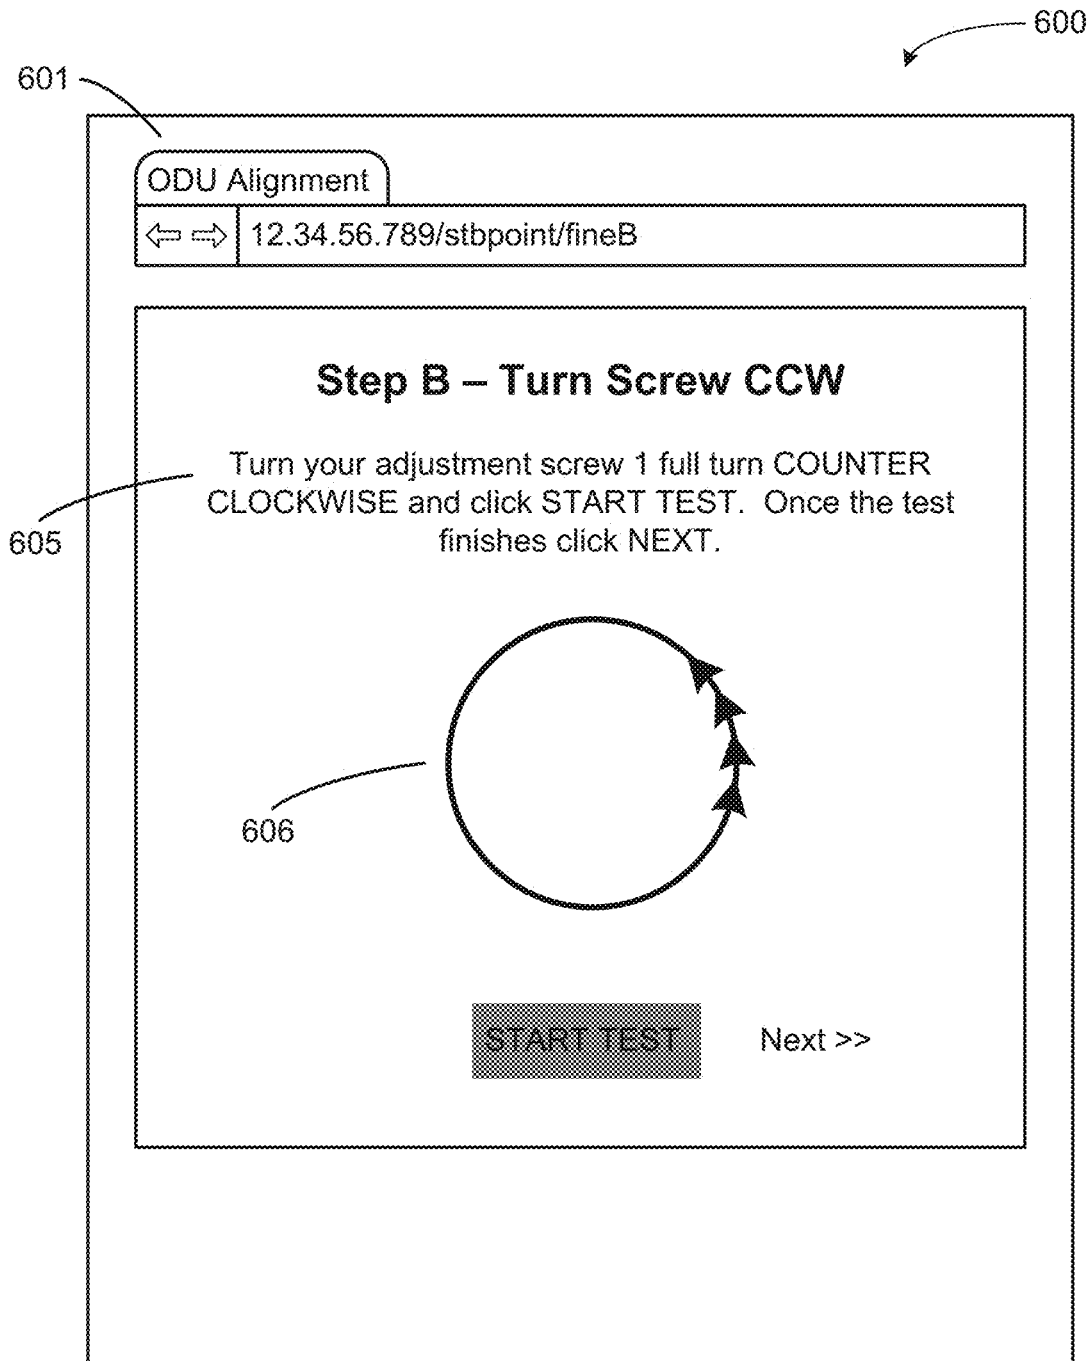 600
601
ODU Alignment
12.34.56.789/stbpoint/fineB
Step B – Turn Screw CCW
Turn your adjustment screw 1 full turn COUNTER
CLOCKWISE and click START TEST.  Once the test
finishes click NEXT.
605
606
START TEST
Next >>